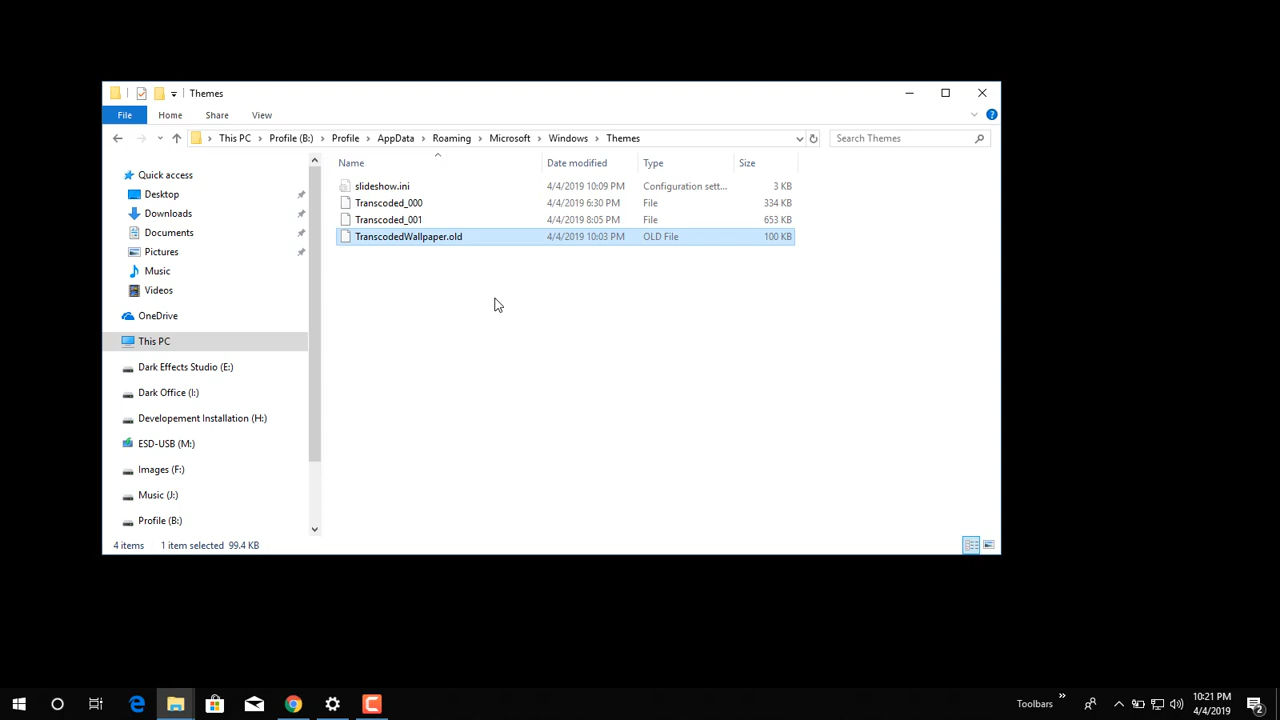 Themes
File Home Share View
This PC Profile (B:) Profile AppData Roaming Microsoft Windows Themes Search Themes
Name Date modified Type Size
slideshow.ini 4/4/2019 10:09 PM Configuration sett... 3 KB
Transcoded_000 4/4/2019 6:30 PM File 334 KB
Transcoded_001 4/4/2019 8:05 PM File 653 KB
TranscodedWallpaper.old 4/4/2019 10:03 PM OLD File 100 KB
Quick access
Desktop
Downloads
Documents
Pictures
Music
Videos
OneDrive
This PC
Dark Effects Studio (E:)
Dark Office (I:)
Developement Installation (H:)
ESD-USB (M:)
Images (F:)
Music (J:)
Profile (B:)
4 items 1 item selected 99.4 KB
Toolbars
10:21 PM
4/4/2019
2